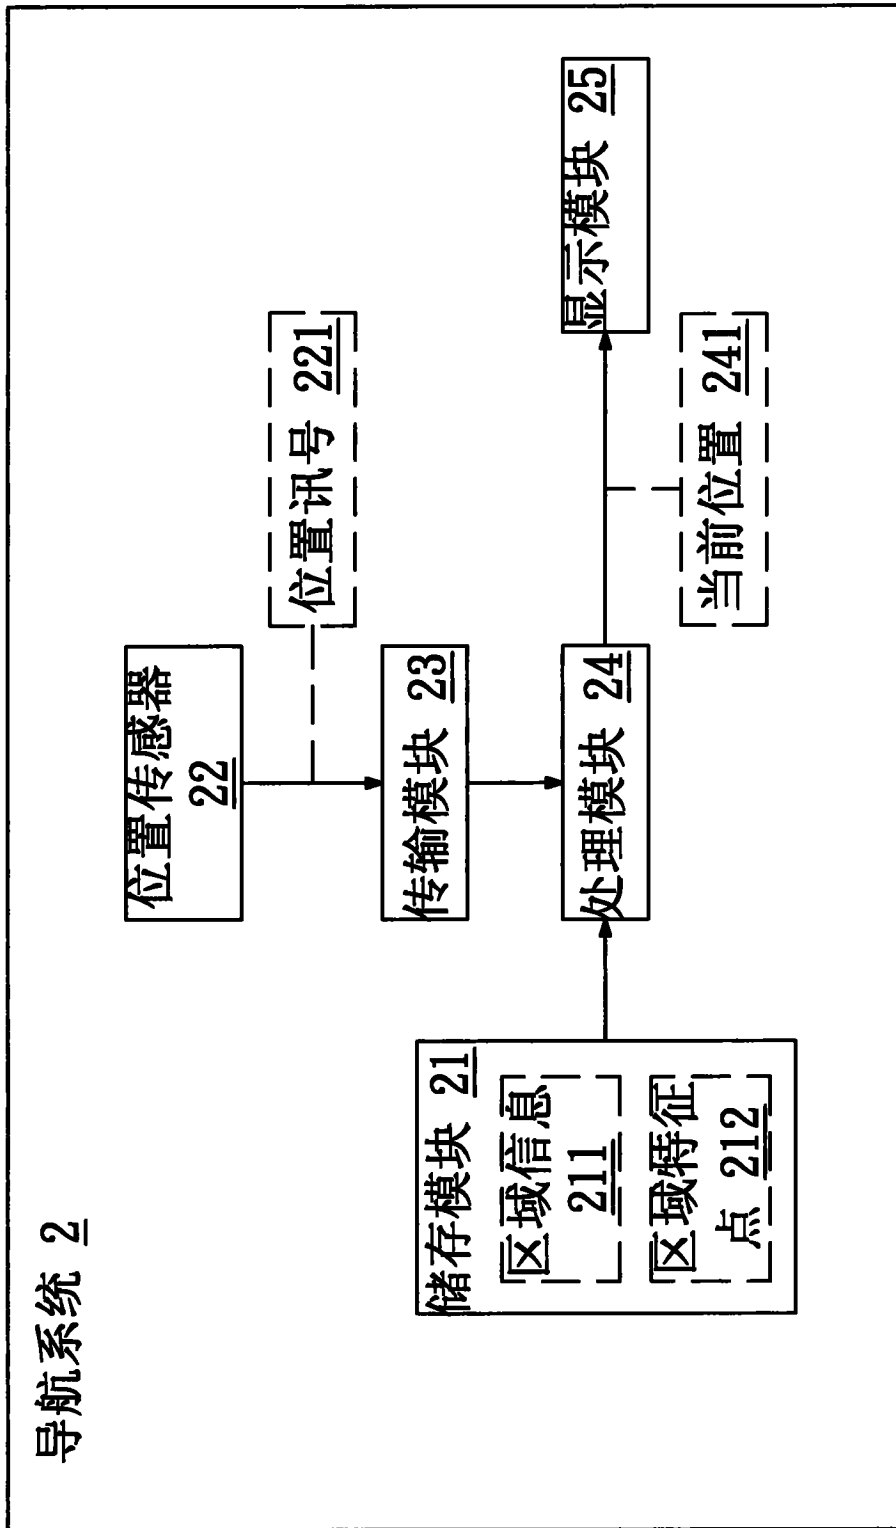 导航系统 2
位置传感器
22
位置讯号 221
传输模块 23
储存模块 21
区域信息
211
区域特征
点 212
处理模块 24
当前位置 241
显示模块 25